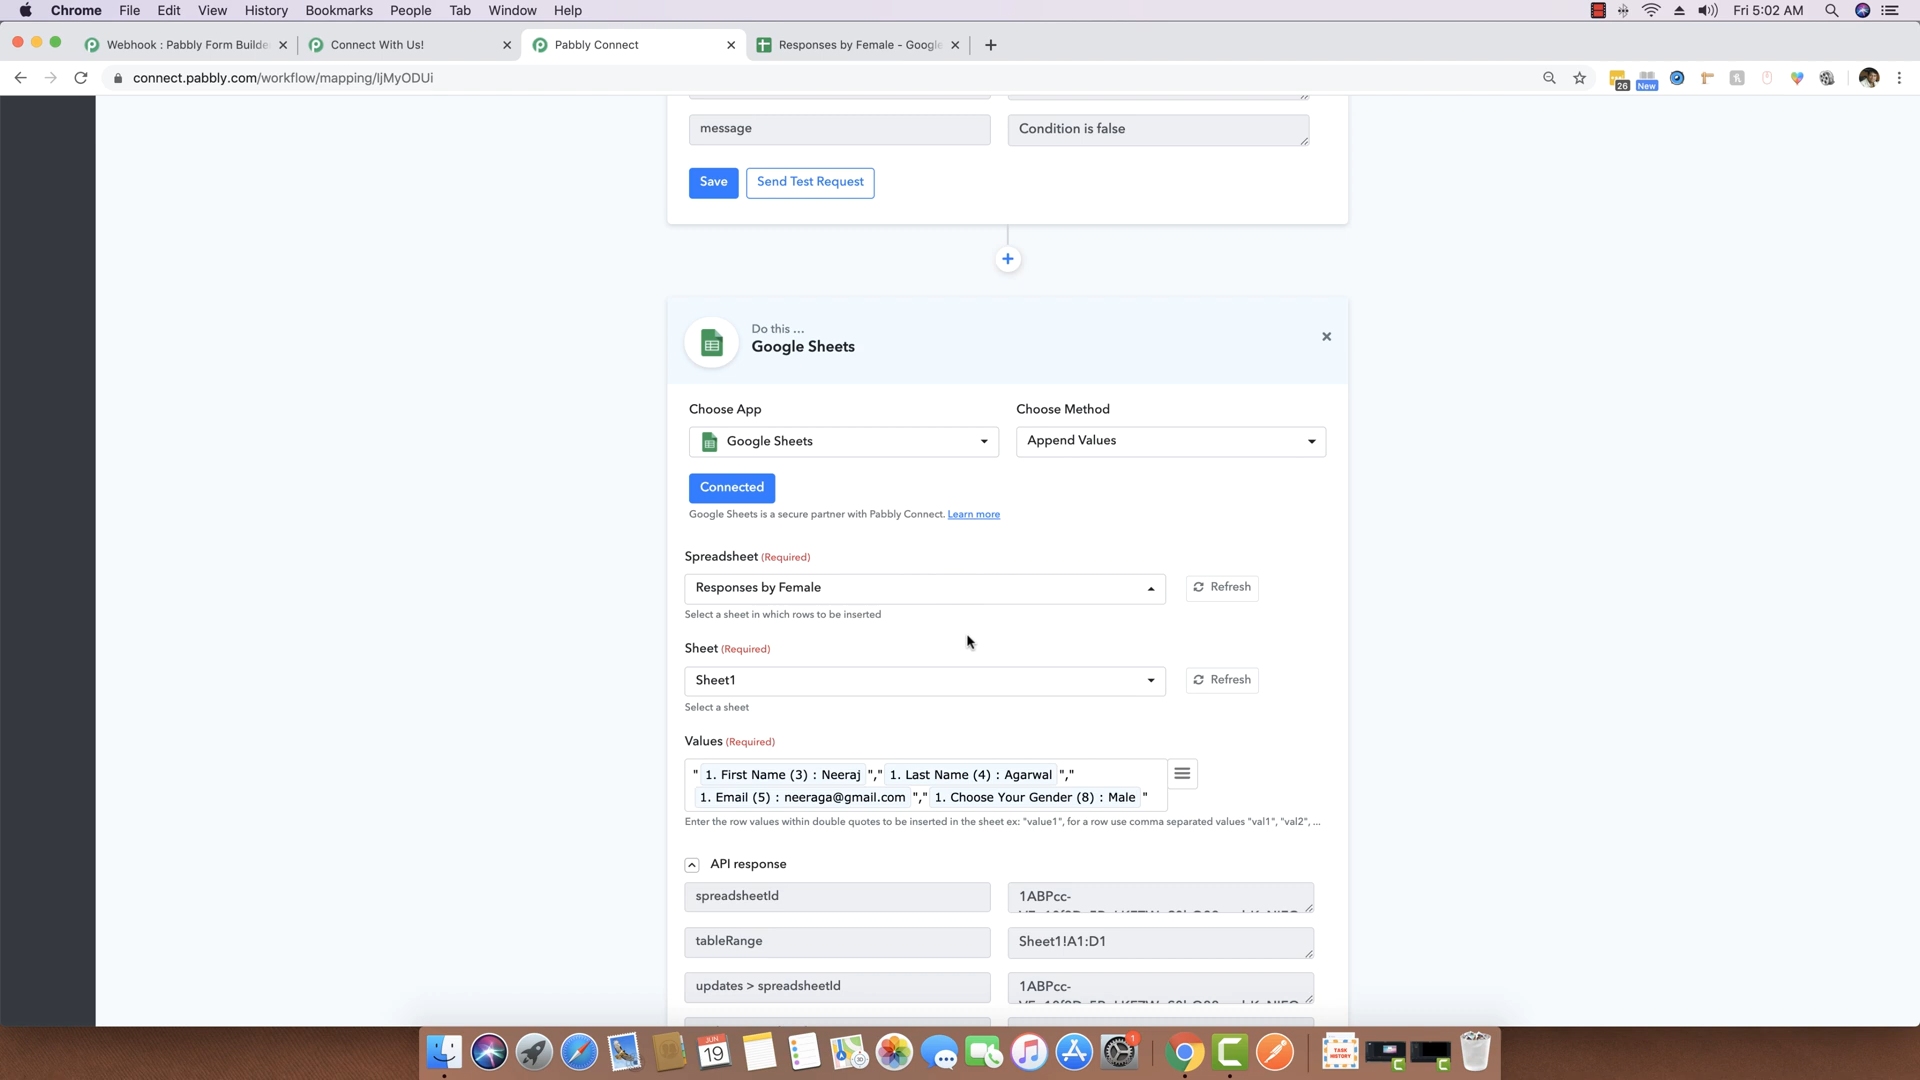 Chrome File Edit View History Bookmarks People Tab Window Help Fri 5:02 AM
Webhook : Pabbly Form Builde Connect With Us! Pabbly Connect Responses by Female - Google
connect.pabbly.com/workflow/mapping/IjMyODUi 26 New
message Condition is false
Save Send Test Request
+
Do this ...
Google Sheets
Choose App Choose Method
Google Sheets Append Values
Connected
Google Sheets is a secure partner with Pabbly Connect. Learn more
Spreadsheet (Required)
Responses by Female Refresh
Select a sheet in which rows to be inserted
Sheet (Required)
Sheet1 Refresh
Select a sheet
Values (Required)
" 1. First Name (3) : Neeraj "," 1. Last Name (4) : Agarwal ","
1. Email (5) : neeraga@gmail.com "," 1. Choose Your Gender (8) : Male "
Enter the row values within double quotes to be inserted in the sheet ex: "value1", for a row use comma separated values "val1", "val2", ...
API response
spreadsheetId 1ABPcc-
tableRange Sheet1!A1:D1
updates > spreadsheetId 1ABPcc-
JUN
19
1
TASK
HISTORY